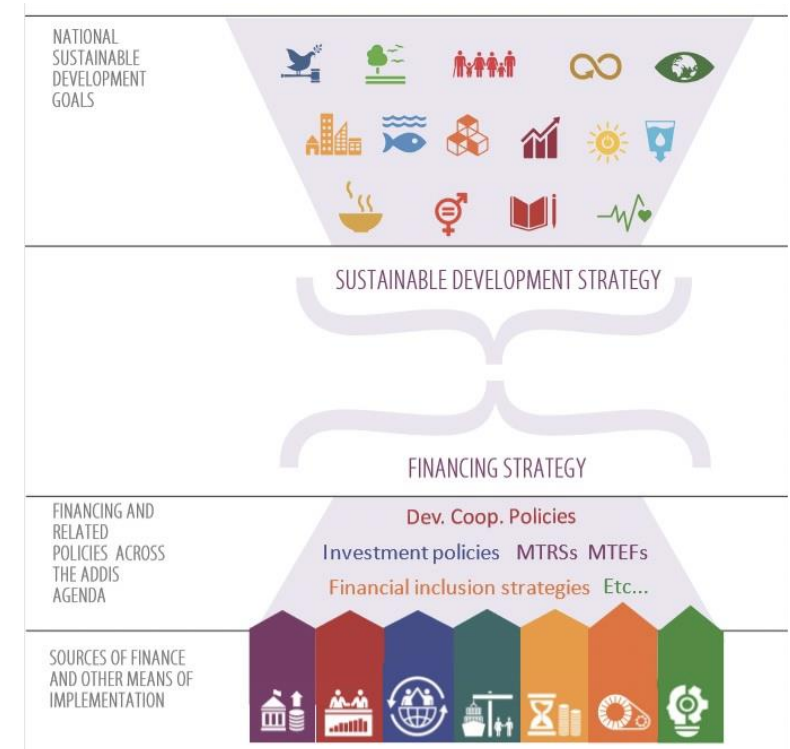 NATIONAL
SUSTAINABLE
DEVELOPMENT
GOALS
SUSTAINABLE DEVELOPMENT STRATEGY
FINANCING STRATEGY
FINANCING AND
RELATED
POLICIES ACROSS
THE ADDIS
AGENDA
Dev. Coop. Policies
Investment policies MTRSs MTEFs
Financial inclusion strategies Etc...
SOURCES OF FINANCE
AND OTHER MEANS OF
IMPLEMENTATION